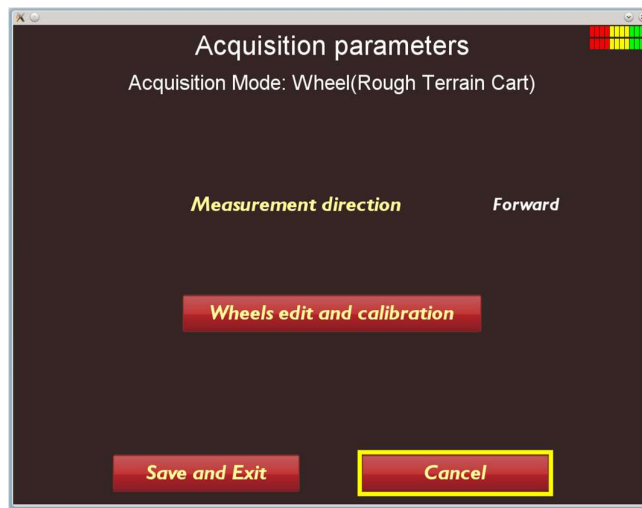 Acquisition parameters
Acquisition Mode: Wheel(Rough Terrain Cart)
Measurement direction Forward
Wheels edit and calibration
Save and Exit Cancel